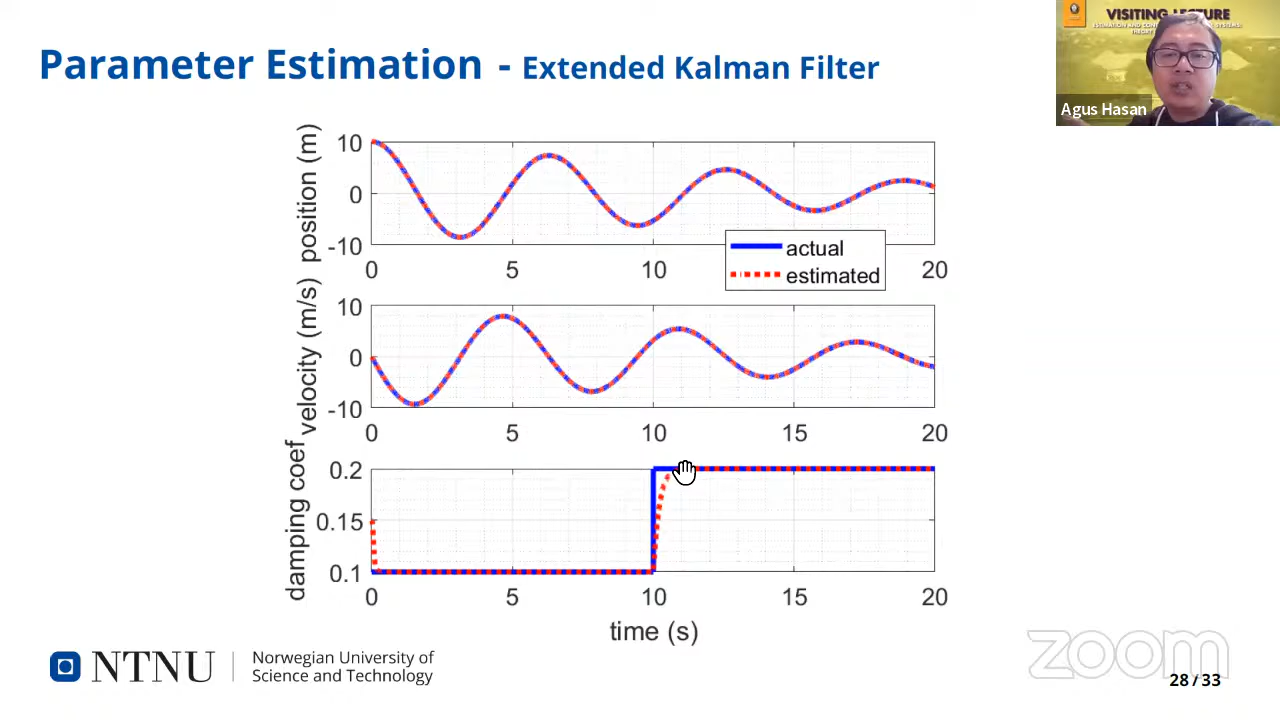 Parameter Estimation - Extended Kalman Filter
VISITING LECTURE
Agus Hasan
position (m)
10
0
-10
0 5 10 20
actual
estimated
velocity (m/s)
10
0
-10
0 5 10 15 20
damping coef
0.2
0.15
0.1
0 5 10 15 20
time (s)
NTNU
Norwegian University of
Science and Technology
zoom
28 / 33